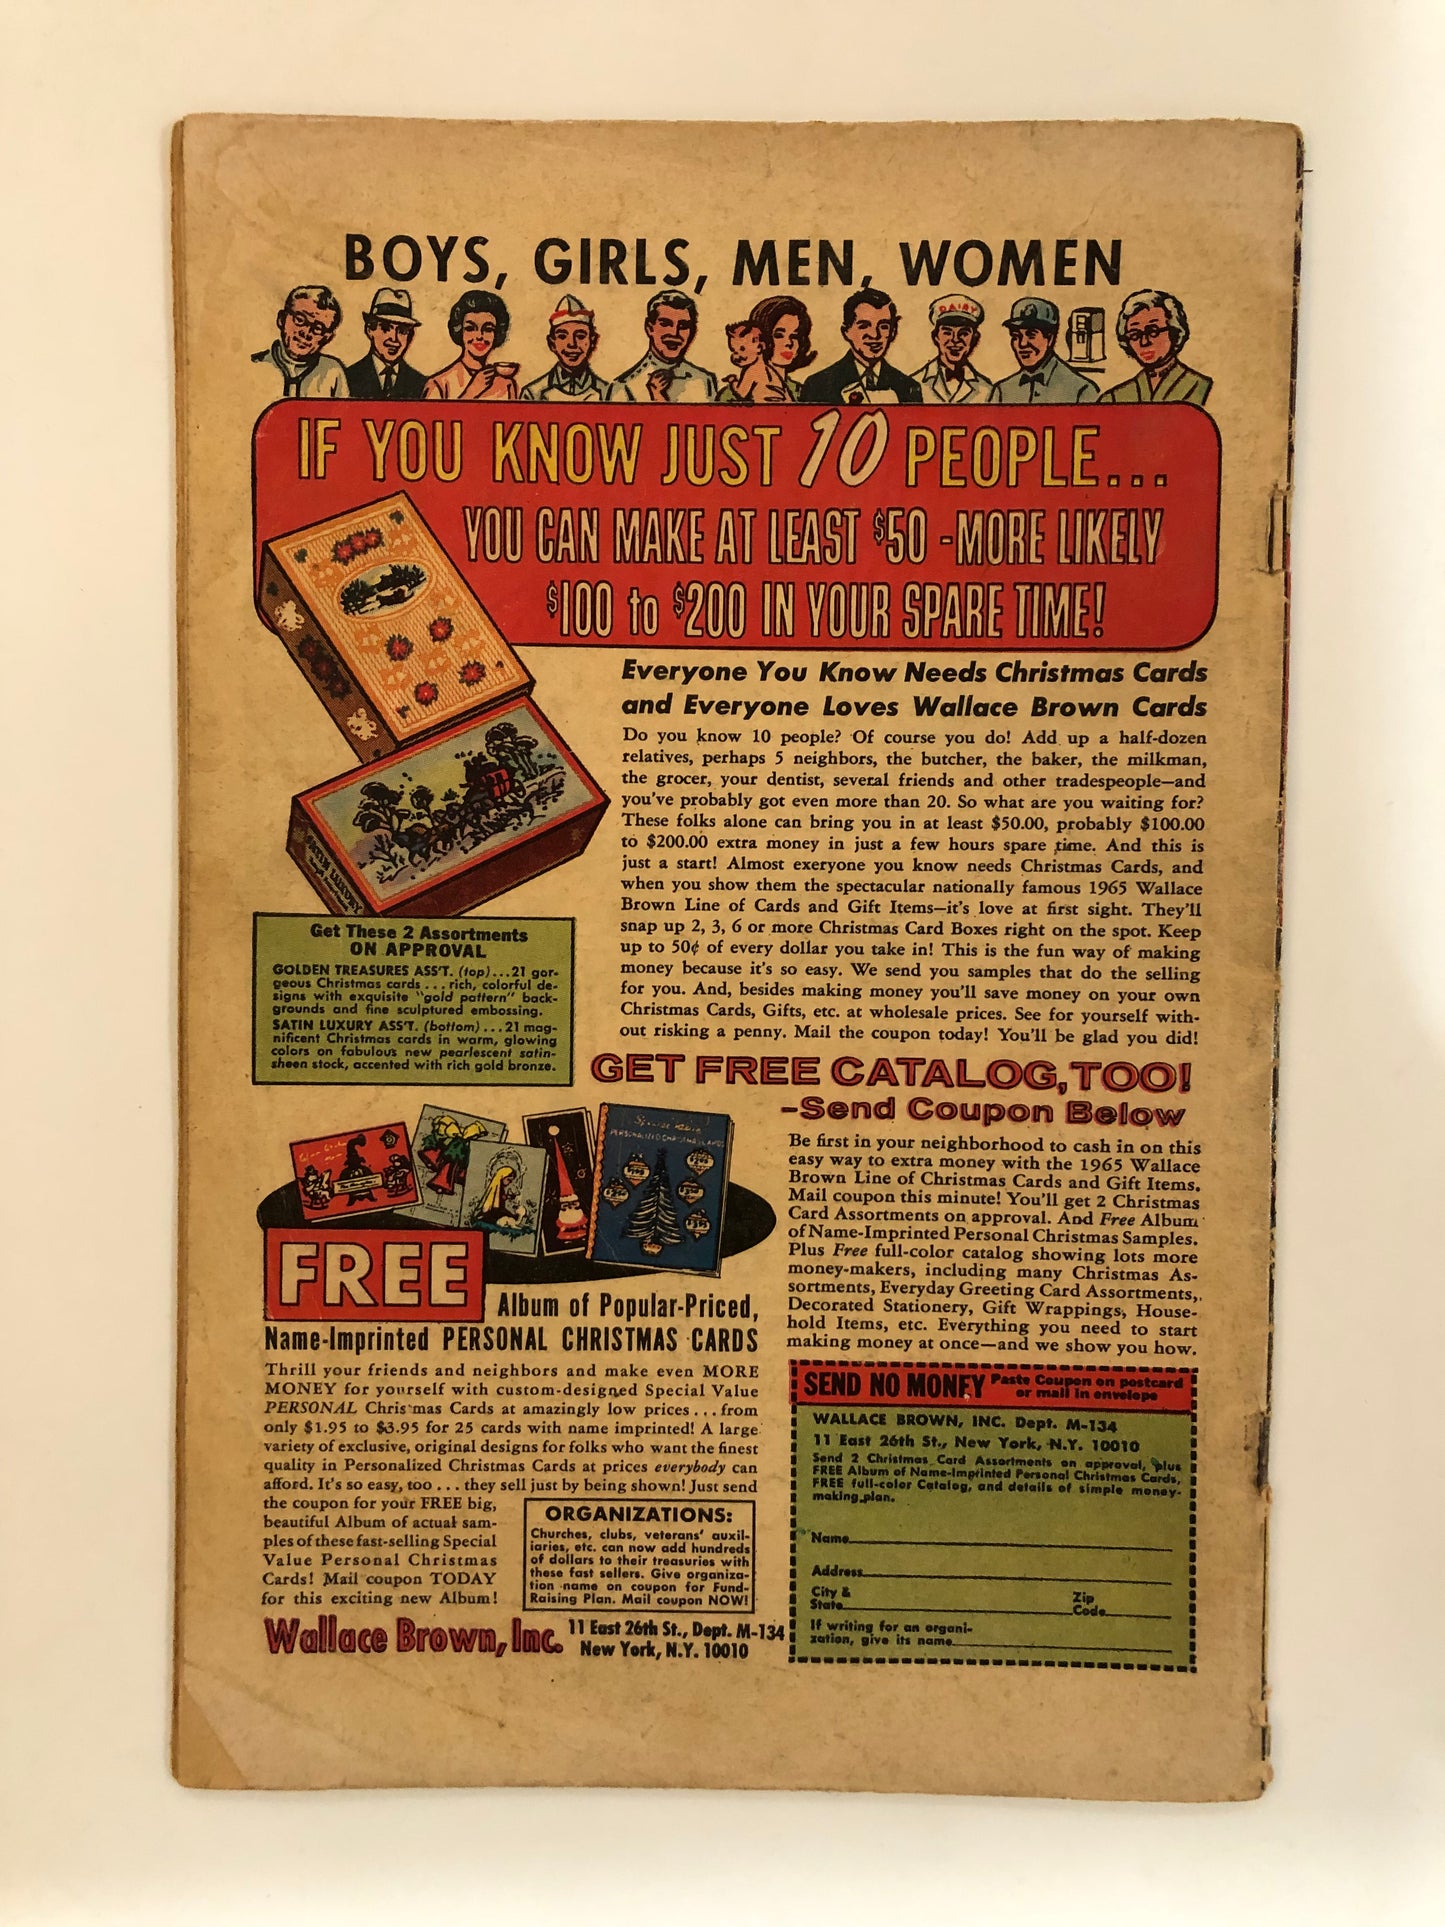 BOYS, GIRLS, MEN, WOMEN
DAIRY
IF YOU KNOW JUST 10 PEOPLE...
YOU CAN MAKE AT LEAST $50 - MORE LIKELY
$100 to $200 IN YOUR SPARE TIME!
Everyone You Know Needs Christmas Cards
and Everyone Loves Wallace Brown Cards
Do you know 10 people? Of course you do! Add up a half-dozen
relatives, perhaps 5 neighbors, the butcher, the baker, the milkman,
the grocer, your dentist, several friends and other tradespeople—and
you've probably got even more than 20. So what are you waiting for?
These folks alone can bring you in at least $50.00, probably $100.00
to $200.00 extra money in just a few hours spare time. And this is
just a start! Almost exeryone you know needs Christmas Cards, and
when you show them the spectacular nationally famous 1965 Wallace
Brown Line of Cards and Gift Items—it's love at first sight. They'll
snap up 2, 3, 6 or more Christmas Card Boxes right on the spot. Keep
up to 50¢ of every dollar you take in! This is the fun way of making
money because it's so easy. We send you samples that do the selling
for you. And, besides making money you'll save money on your own
Christmas Cards, Gifts, etc. at wholesale prices. See for yourself with-
out risking a penny. Mail the coupon today! You'll be glad you did!
SATIN LUXURY
Get These 2 Assortments
ON APPROVAL
GOLDEN TREASURES ASS'T. (top)...21 gor-
geous Christmas cards ... rich, colorful de-
signs with exquisite "gold pattern" back-
grounds and fine sculptured embossing.
SATIN LUXURY ASS'T. (bottom) ...21 mag-
nificent Christmas cards in warm, glowing
colors on fabulous new pearlescent satin-
sheen stock, accented with rich gold bronze.
GET FREE CATALOG, TOO!
-Send Coupon Below
Be first in your neighborhood to cash in on this
easy way to extra money with the 1965 Wallace
Brown Line of Christmas Cards and Gift Items.
Mail coupon this minute! You'll get 2 Christmas
Card Assortments on approval. And Free Album
of Name-Imprinted Personal Christmas Samples.
Plus Free full-color catalog showing lots more
money-makers, including many Christmas As-
sortments, Everyday Greeting Card Assortments,
Decorated Stationery, Gift Wrappings, House-
hold Items, etc. Everything you need to start
making money at once—and we show you how.
Special Value
PERSONALIZED CHRISTMAS CARDS
FREE
Album of Popular-Priced,
Name-Imprinted PERSONAL CHRISTMAS CARDS
Thrill your friends and neighbors and make even MORE
MONEY for yourself with custom-designed Special Value
PERSONAL Christmas Cards at amazingly low prices ... from
only $1.95 to $3.95 for 25 cards with name imprinted! A large
variety of exclusive, original designs for folks who want the finest
quality in Personalized Christmas Cards at prices everybody can
afford. It's so easy, too ... they sell just by being shown! Just send
the coupon for your FREE big,
beautiful Album of actual sam-
ples of these fast-selling Special
Value Personal Christmas
Cards! Mail coupon TODAY
for this exciting new Album!
ORGANIZATIONS:
Churches, clubs, veterans' auxil-
iaries, etc. can now add hundreds
of dollars to their treasuries with
these fast sellers. Give organiza-
tion name on coupon for Fund-
Raising Plan. Mail coupon NOW!
Wallace Brown, Inc. 11 East 26th St., Dept. M-134
New York, N.Y. 10010
SEND NO MONEY Paste Coupon on postcard
or mail in envelope
WALLACE BROWN, INC. Dept. M-134
11 East 26th St., New York, N.Y. 10010
Send 2 Christmas Card Assortments on approval, plus
FREE Album of Name-Imprinted Personal Christmas Cards,
FREE full-color Catalog, and details of simple money-
making plan.
Name
Address
City &
State
Zip
Code
If writing for an organi-
zation, give its name